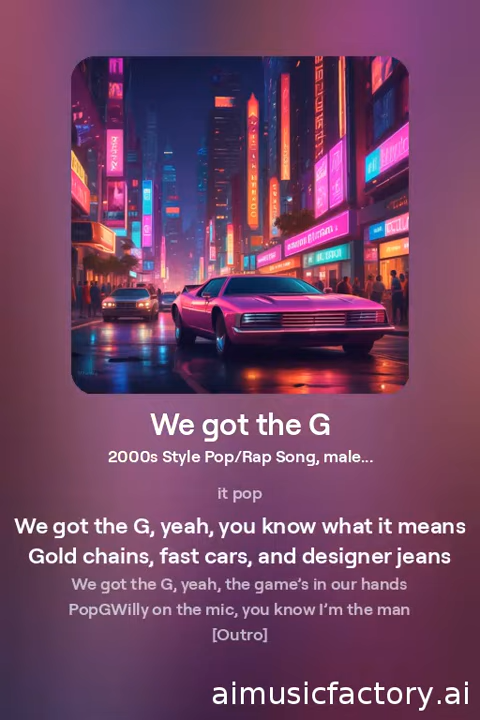 We got the G
2000s Style Pop/Rap Song, male...
it pop
We got the G, yeah, you know what it means
Gold chains, fast cars, and designer jeans
We got the G, yeah, the game's in our hands
PopGWilly on the mic, you know I'm the man
[Outro]
aimusicfactory.ai